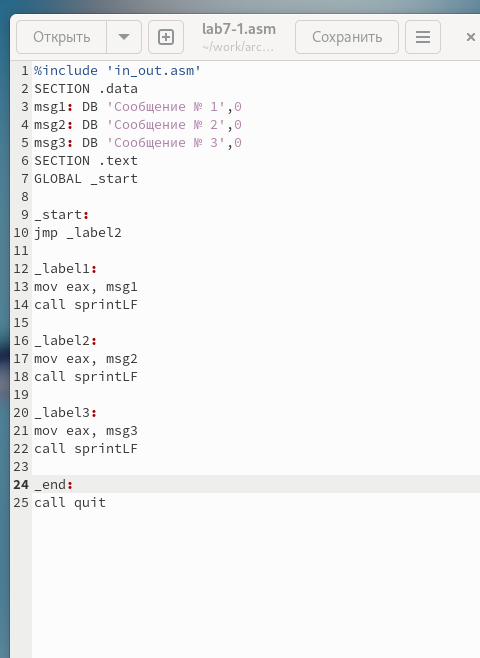 Открыть
lab7-1.asm
~/work/arc...
Сохранить
1 %include 'in_out.asm'
2 SECTION .data
3 msg1: DB 'Сообщение № 1',0
4 msg2: DB 'Сообщение № 2',0
5 msg3: DB 'Сообщение № 3',0
6 SECTION .text
7 GLOBAL _start
8
9 _start:
10 jmp _label2
11
12 _label1:
13 mov eax, msg1
14 call sprintLF
15
16 _label2:
17 mov eax, msg2
18 call sprintLF
19
20 _label3:
21 mov eax, msg3
22 call sprintLF
23
24 _end:
25 call quit